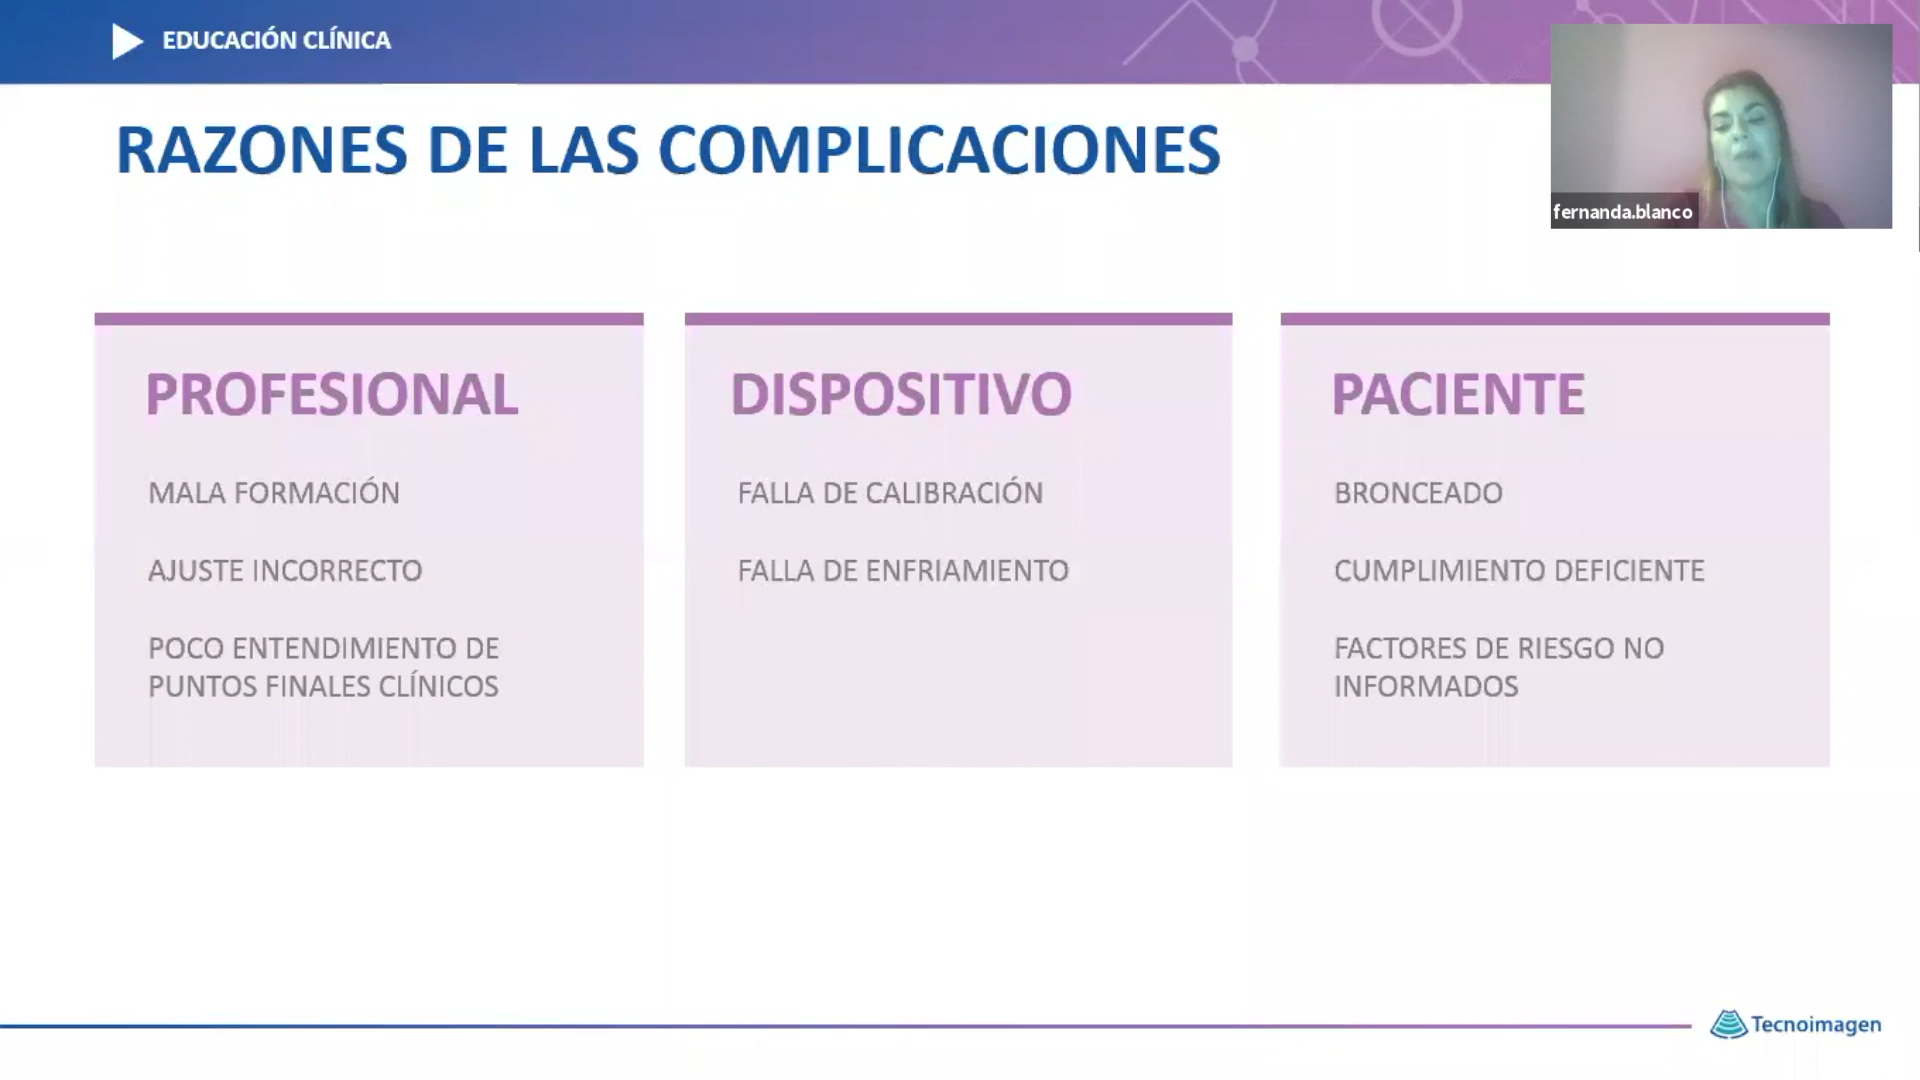 EDUCACIÓN CLÍNICA
RAZONES DE LAS COMPLICACIONES
fernanda.blanco
PROFESIONAL
MALA FORMACIÓN
AJUSTE INCORRECTO
POCO ENTENDIMIENTO DE
PUNTOS FINALES CLÍNICOS
DISPOSITIVO
FALLA DE CALIBRACIÓN
FALLA DE ENFRIAMIENTO
PACIENTE
BRONCEADO
CUMPLIMIENTO DEFICIENTE
FACTORES DE RIESGO NO
INFORMADOS
Tecnoimagen